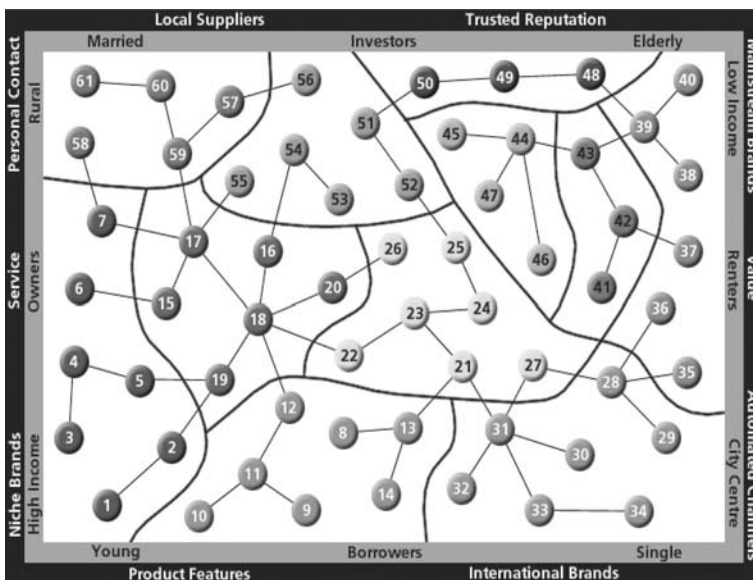 Local Suppliers Trusted Reputation
Married Investors Elderly
Personal Contact
Rural
Service
Owners
Niche Brands
High Income
61 60 57 56
50 49 48 40
58 59 54 51 45 44 43 39
55 53 52 47 38
7 17 16 26 25 46 42 37
6 15 20 41
18 23 24 36
22
4 5 19 21 27 28 35
3 2 12 8 13 31 29
11 30
1 10 9 14 32 33 34
Low Income
Renters
Value
City Centre
Automated Channels
Mainstream Brands
Young Borrowers Single
Product Features International Brands